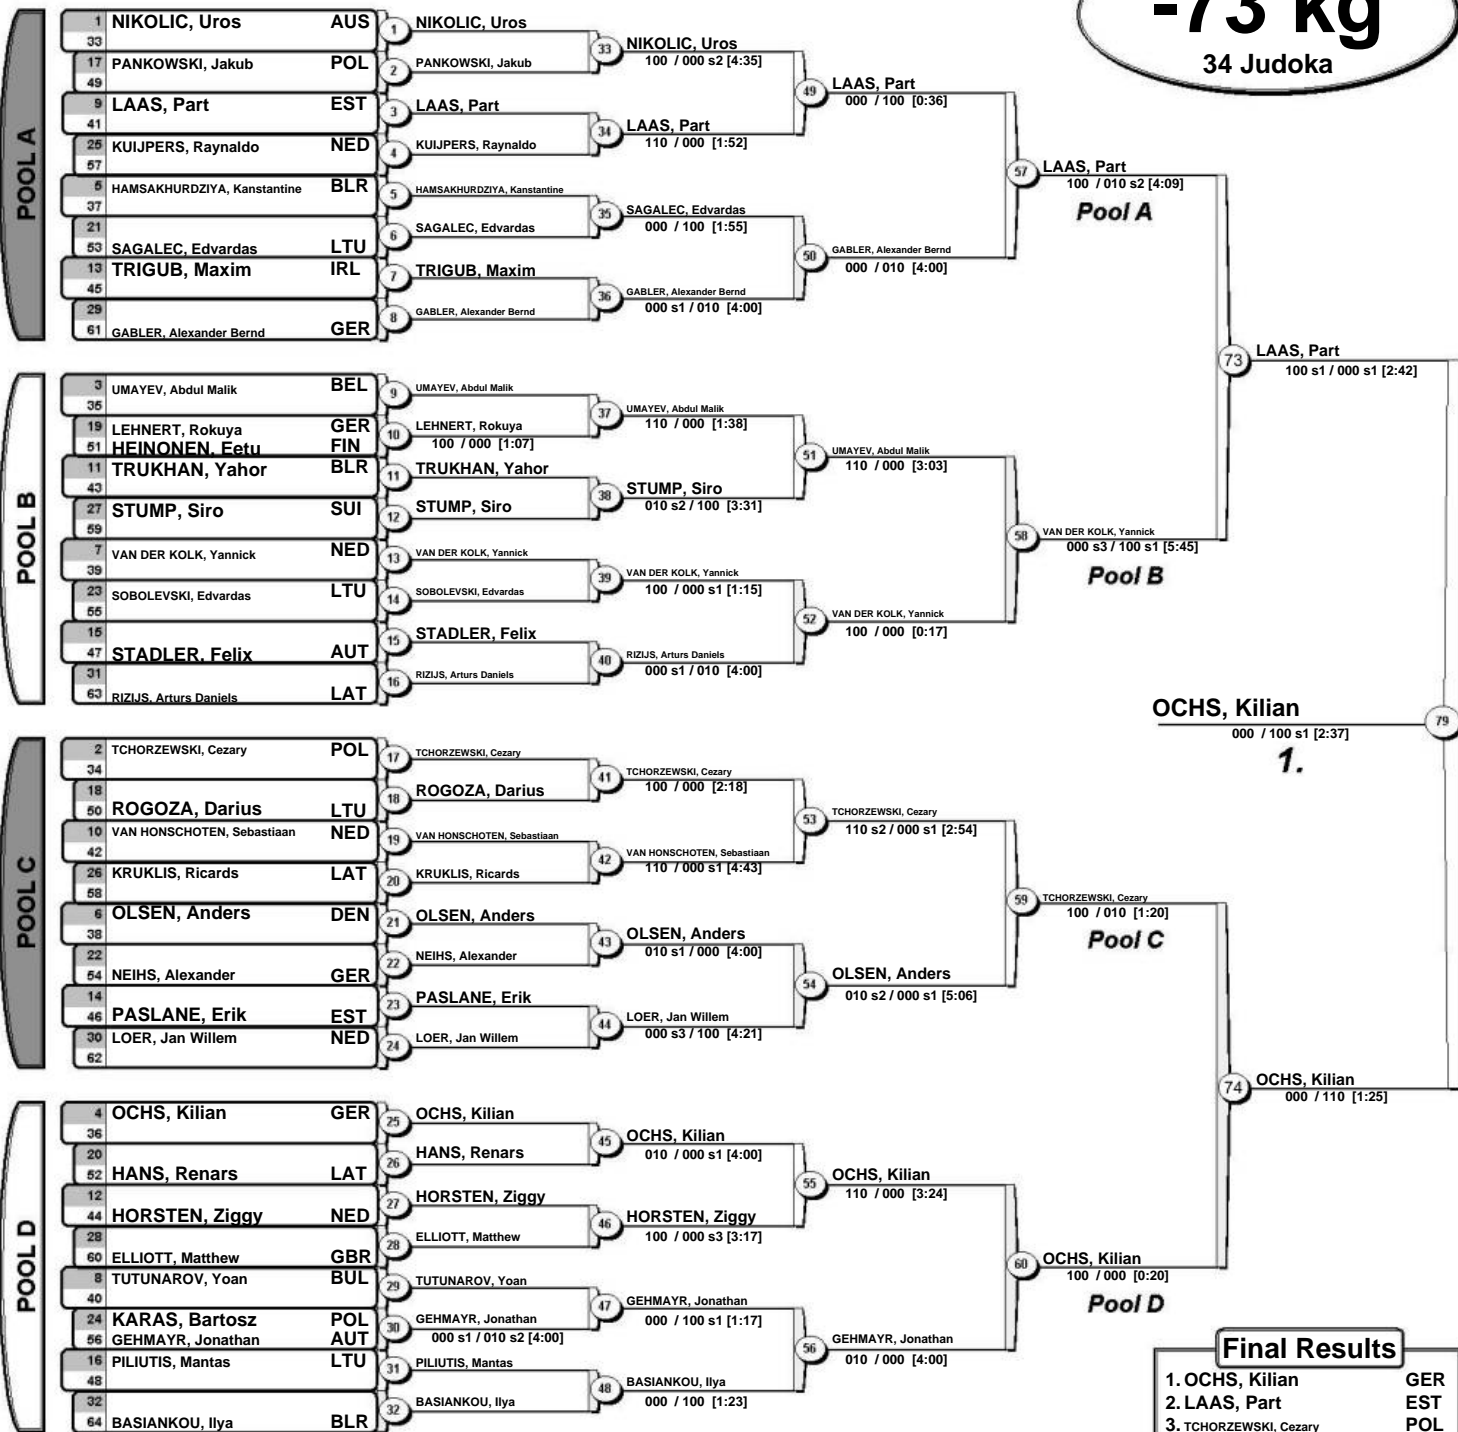 -73 kg
34 Judoka
POOL A
1 NIKOLIC, Uros AUS
33
17 PANKOWSKI, Jakub POL
49
9 LAAS, Part EST
41
25 KUIJPERS, Raynaldo NED
57
5 HAMSAKHURDZIYA, Kanstantine BLR
37
21
53 SAGALEC, Edvardas LTU
13 TRIGUB, Maxim IRL
45
29
61 GABLER, Alexander Bernd GER
1 NIKOLIC, Uros
2 PANKOWSKI, Jakub
3 LAAS, Part
4 KUIJPERS, Raynaldo
5 HAMSAKHURDZIYA, Kanstantine
6 SAGALEC, Edvardas
7 TRIGUB, Maxim
8 GABLER, Alexander Bernd
33 NIKOLIC, Uros
100 / 000 s2 [4:35]
34 LAAS, Part
110 / 000 [1:52]
35 SAGALEC, Edvardas
000 / 100 [1:55]
36 GABLER, Alexander Bernd
000 s1 / 010 [4:00]
49 LAAS, Part
000 / 100 [0:36]
50 GABLER, Alexander Bernd
000 / 010 [4:00]
57 LAAS, Part
100 / 010 s2 [4:09]
Pool A
POOL B
3 UMAYEV, Abdul Malik BEL
35
19 LEHNERT, Rokuya GER
51 HEINONEN, Eetu FIN
11 TRUKHAN, Yahor BLR
43
27 STUMP, Siro SUI
59
7 VAN DER KOLK, Yannick NED
39
23 SOBOLEVSKI, Edvardas LTU
55
15
47 STADLER, Felix AUT
31
63 RIZIJS, Arturs Daniels LAT
9 UMAYEV, Abdul Malik
10 LEHNERT, Rokuya
100 / 000 [1:07]
11 TRUKHAN, Yahor
12 STUMP, Siro
13 VAN DER KOLK, Yannick
14 SOBOLEVSKI, Edvardas
15 STADLER, Felix
16 RIZIJS, Arturs Daniels
37 UMAYEV, Abdul Malik
110 / 000 [1:38]
38 STUMP, Siro
010 s2 / 100 [3:31]
39 VAN DER KOLK, Yannick
100 / 000 s1 [1:15]
40 RIZIJS, Arturs Daniels
000 s1 / 010 [4:00]
51 UMAYEV, Abdul Malik
110 / 000 [3:03]
52 VAN DER KOLK, Yannick
100 / 000 [0:17]
58 VAN DER KOLK, Yannick
000 s3 / 100 s1 [5:45]
Pool B
73 LAAS, Part
100 s1 / 000 s1 [2:42]
OCHS, Kilian 79
000 / 100 s1 [2:37]
1.
POOL C
2 TCHORZEWSKI, Cezary POL
34
18
50 ROGOZA, Darius LTU
10 VAN HONSCHOTEN, Sebastiaan NED
42
26 KRUKLIS, Ricards LAT
58
6 OLSEN, Anders DEN
38
22
54 NEIHS, Alexander GER
14
46 PASLANE, Erik EST
30 LOER, Jan Willem NED
62
17 TCHORZEWSKI, Cezary
18 ROGOZA, Darius
19 VAN HONSCHOTEN, Sebastiaan
20 KRUKLIS, Ricards
21 OLSEN, Anders
22 NEIHS, Alexander
23 PASLANE, Erik
24 LOER, Jan Willem
41 TCHORZEWSKI, Cezary
100 / 000 [2:18]
42 VAN HONSCHOTEN, Sebastiaan
110 / 000 s1 [4:43]
43 OLSEN, Anders
010 s1 / 000 [4:00]
44 LOER, Jan Willem
000 s3 / 100 [4:21]
53 TCHORZEWSKI, Cezary
110 s2 / 000 s1 [2:54]
54 OLSEN, Anders
010 s2 / 000 s1 [5:06]
59 TCHORZEWSKI, Cezary
100 / 010 [1:20]
Pool C
74 OCHS, Kilian
000 / 110 [1:25]
POOL D
4 OCHS, Kilian GER
36
20
52 HANS, Renars LAT
12
44 HORSTEN, Ziggy NED
28
60 ELLIOTT, Matthew GBR
8 TUTUNAROV, Yoan BUL
40
24 KARAS, Bartosz POL
56 GEHMAYR, Jonathan AUT
16 PILIUTIS, Mantas LTU
48
32
64 BASIANKOU, Ilya BLR
25 OCHS, Kilian
26 HANS, Renars
27 HORSTEN, Ziggy
28 ELLIOTT, Matthew
29 TUTUNAROV, Yoan
30 GEHMAYR, Jonathan
000 s1 / 010 s2 [4:00]
31 PILIUTIS, Mantas
32 BASIANKOU, Ilya
45 OCHS, Kilian
010 / 000 s1 [4:00]
46 HORSTEN, Ziggy
100 / 000 s3 [3:17]
47 GEHMAYR, Jonathan
000 / 100 s1 [1:17]
48 BASIANKOU, Ilya
000 / 100 [1:23]
55 OCHS, Kilian
110 / 000 [3:24]
56 GEHMAYR, Jonathan
010 / 000 [4:00]
60 OCHS, Kilian
100 / 000 [0:20]
Pool D
Final Results
1. OCHS, Kilian GER
2. LAAS, Part EST
3. TCHORZEWSKI, Cezary POL